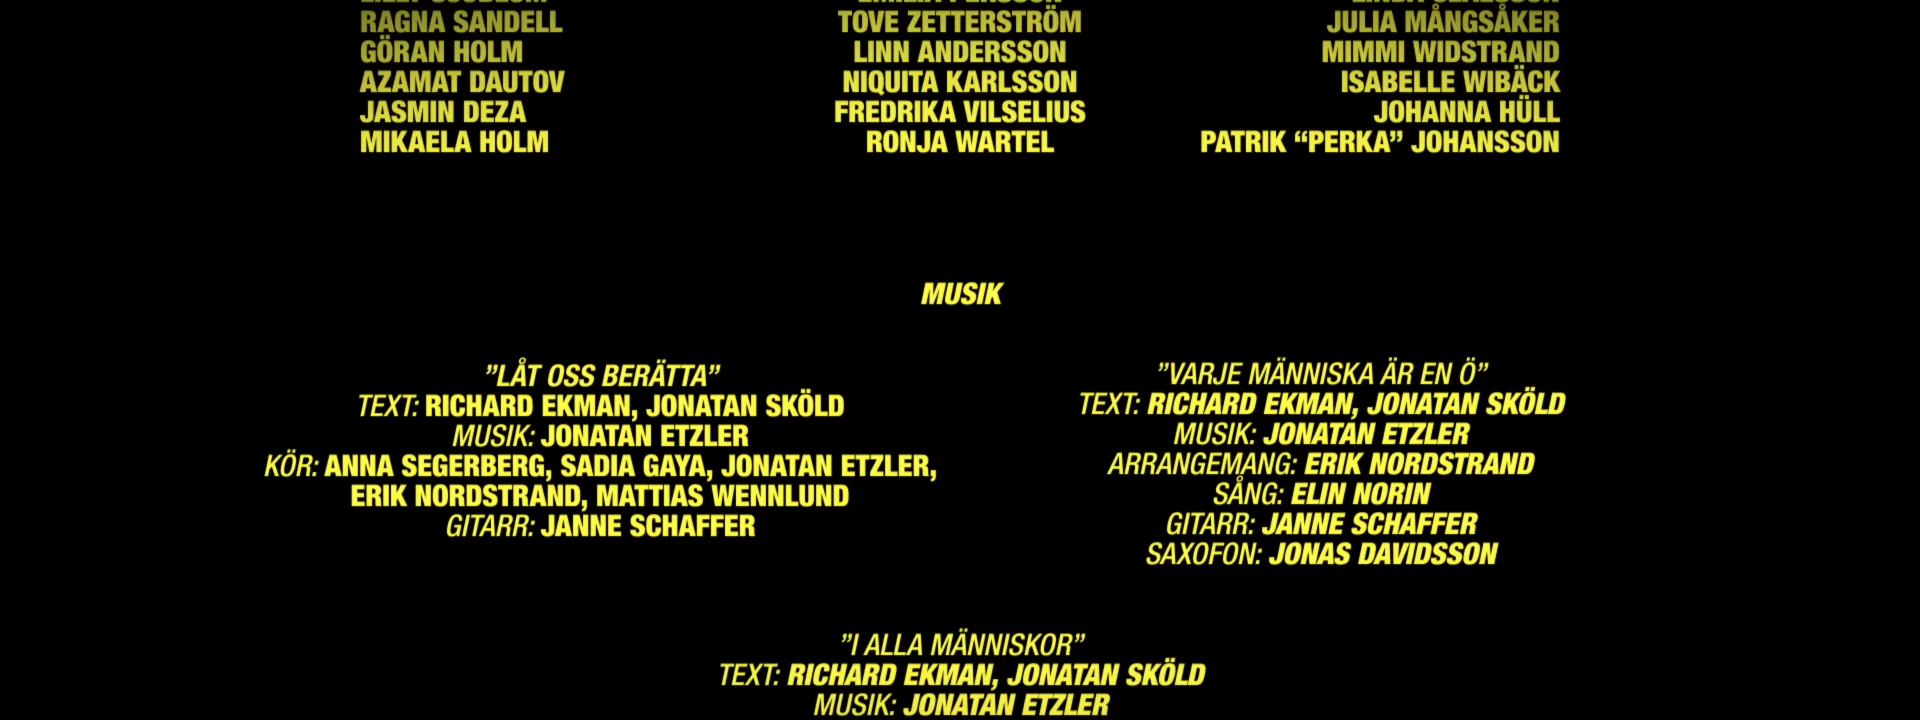 RAGNA SANDELL
GÖRAN HOLM
AZAMAT DAUTOV
JASMIN DEZA
MIKAELA HOLM
TOVE ZETTERSTRÖM
LINN ANDERSSON
NIQUITA KARLSSON
FREDRIKA VILSELIUS
RONJA WARTEL
JULIA MÅNGSÅKER
MIMMI WIDSTRAND
ISABELLE WIBÄCK
JOHANNA HÜLL
PATRIK “PERKA” JOHANSSON
MUSIK
”LÅT OSS BERÄTTA”
TEXT: RICHARD EKMAN, JONATAN SKÖLD
MUSIK: JONATAN ETZLER
KÖR: ANNA SEGERBERG, SADIA GAYA, JONATAN ETZLER,
ERIK NORDSTRAND, MATTIAS WENNLUND
GITARR: JANNE SCHAFFER
”VARJE MÄNNISKA ÄR EN Ö”
TEXT: RICHARD EKMAN, JONATAN SKÖLD
MUSIK: JONATAN ETZLER
ARRANGEMANG: ERIK NORDSTRAND
SÅNG: ELIN NORIN
GITARR: JANNE SCHAFFER
SAXOFON: JONAS DAVIDSSON
”I ALLA MÄNNISKOR”
TEXT: RICHARD EKMAN, JONATAN SKÖLD
MUSIK: JONATAN ETZLER